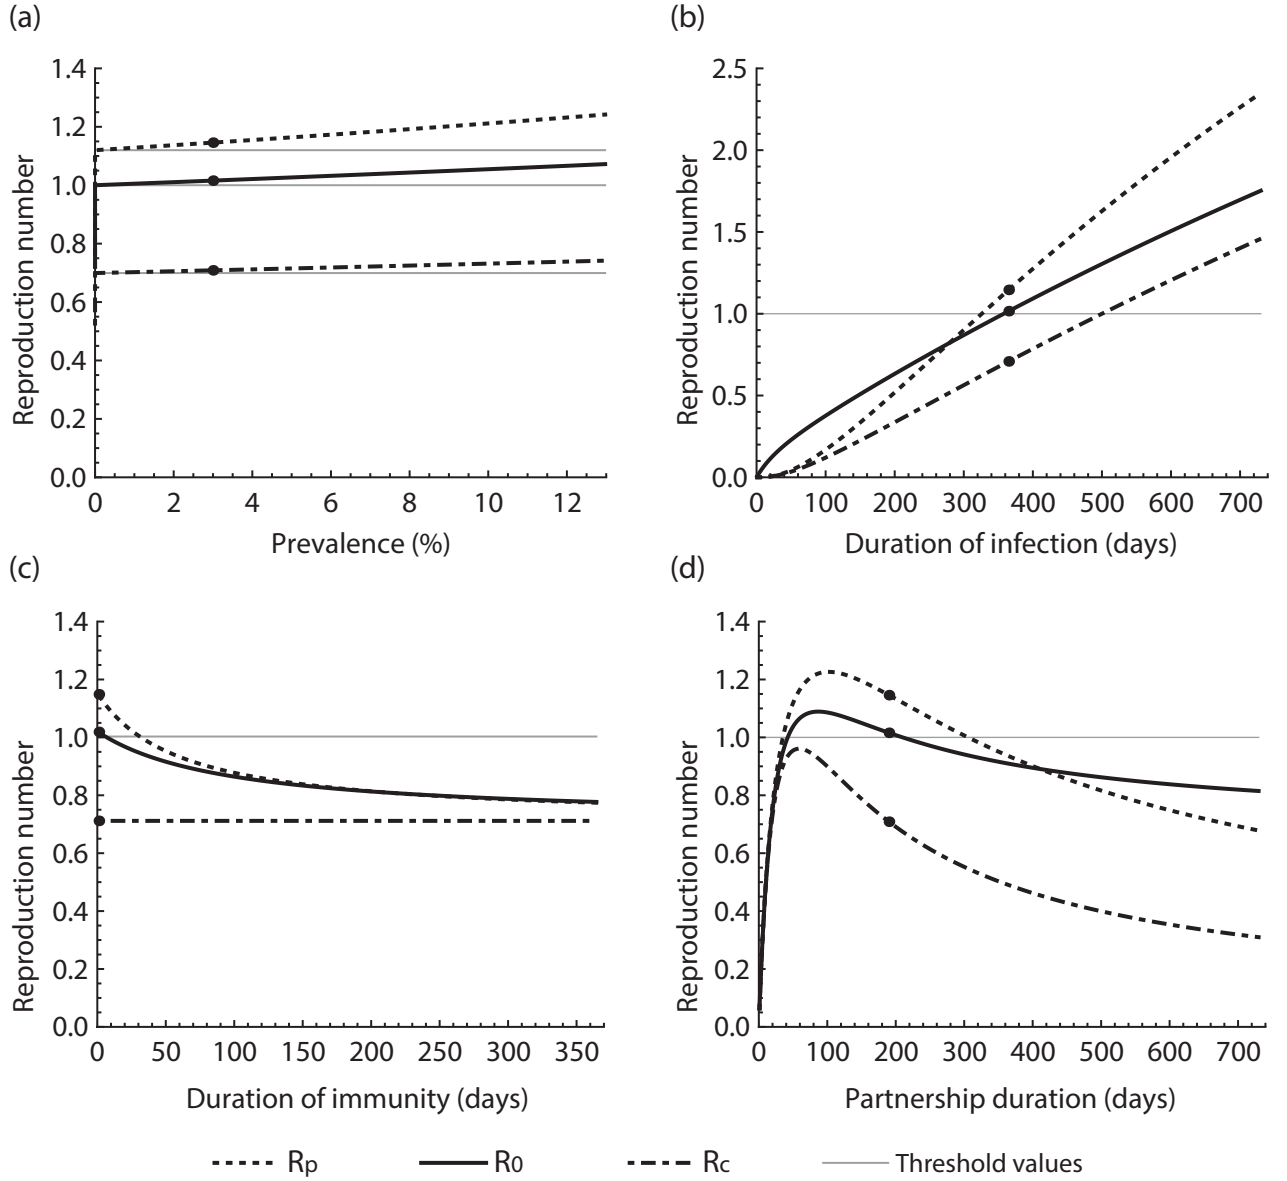 (a)
1.4
1.2
1.0
0.8
0.6
0.4
0.2
0.0
Reproduction number
0 2 4 6 8 10 12
Prevalence (%)
(b)
2.5
2.0
1.5
1.0
0.5
0.0
Reproduction number
0 100 200 300 400 500 600 700
Duration of infection (days)
(c)
1.4
1.2
1.0
0.8
0.6
0.4
0.2
0.0
Reproduction number
0 50 100 150 200 250 300 350
Duration of immunity (days)
(d)
1.4
1.2
1.0
0.8
0.6
0.4
0.2
0.0
Reproduction number
0 100 200 300 400 500 600 700
Partnership duration (days)
Rp R0 Rc Threshold values